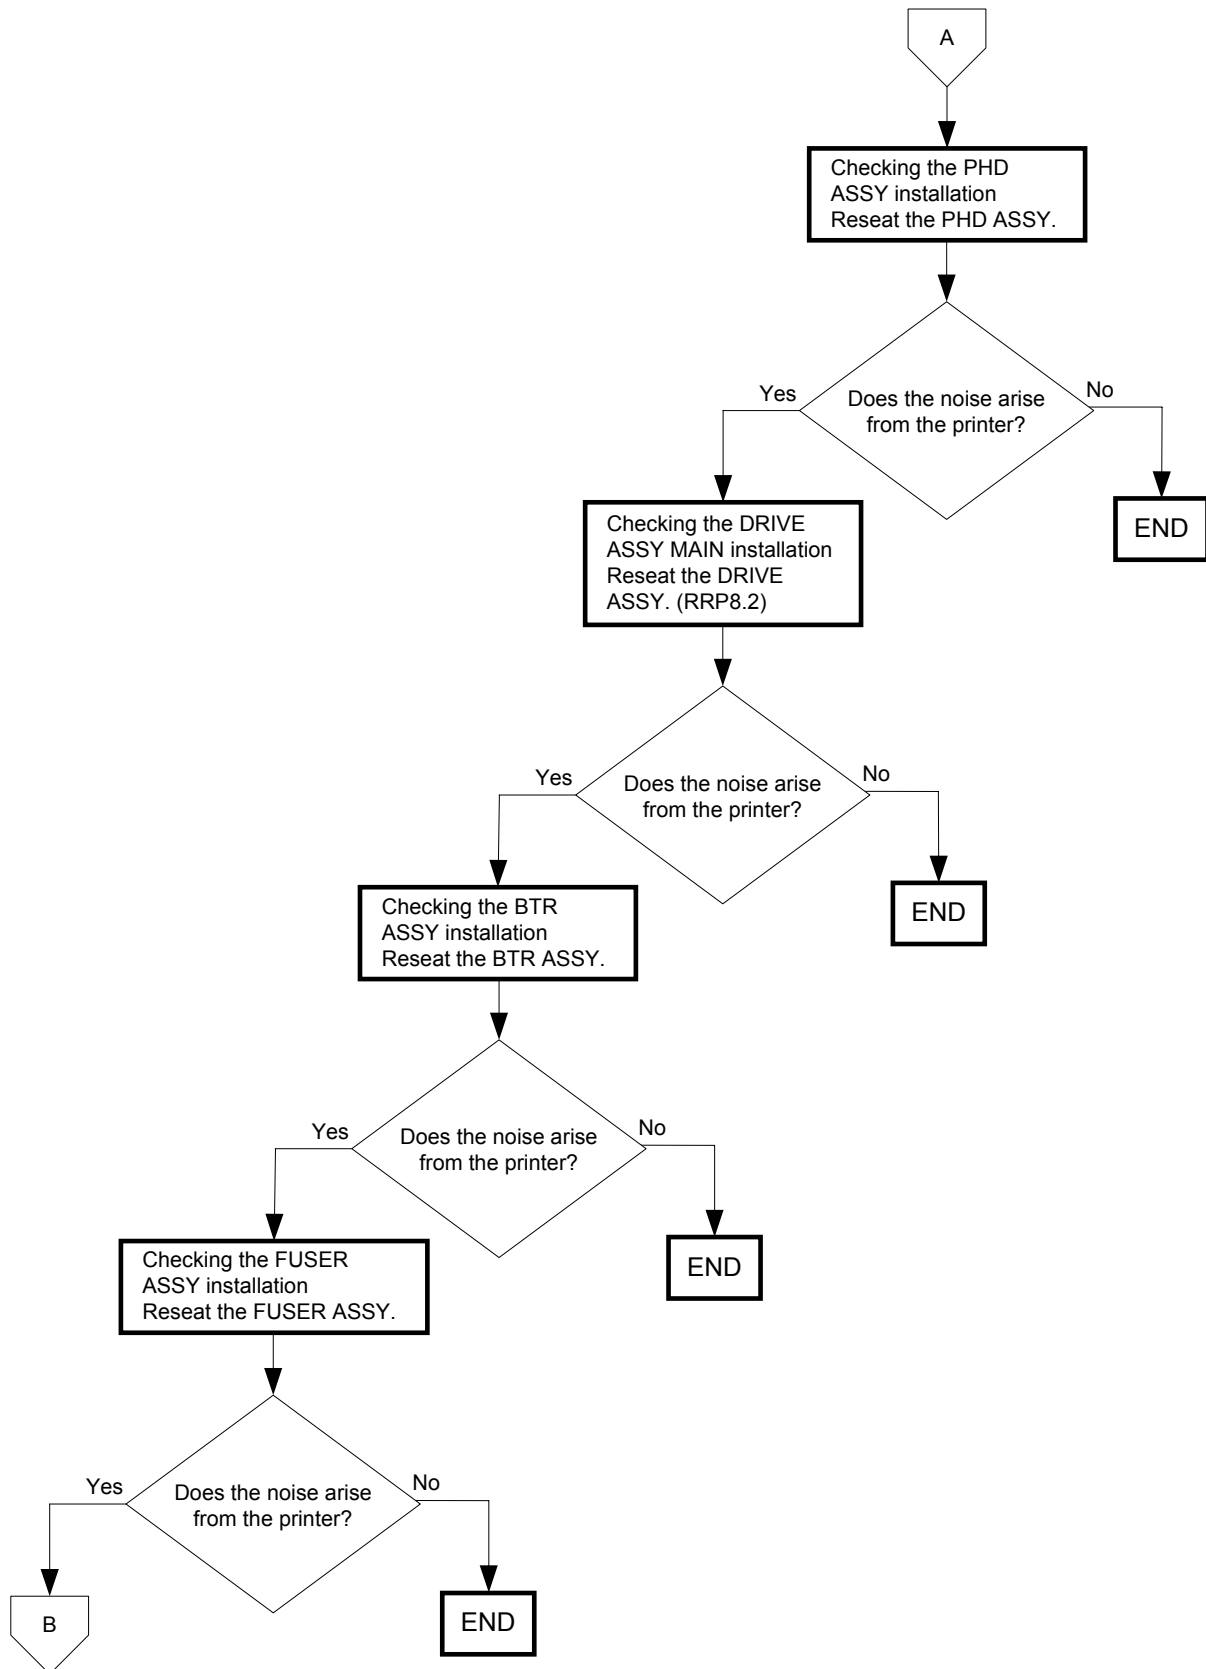 A
Checking the PHD
ASSY installation
Reseat the PHD ASSY.
Yes
No
Does the noise arise
from the printer?
END
Checking the DRIVE
ASSY MAIN installation
Reseat the DRIVE
ASSY. (RRP8.2)
Yes
No
Does the noise arise
from the printer?
END
Checking the BTR
ASSY installation
Reseat the BTR ASSY.
Yes
No
Does the noise arise
from the printer?
END
Checking the FUSER
ASSY installation
Reseat the FUSER ASSY.
Yes
No
Does the noise arise
from the printer?
B
END